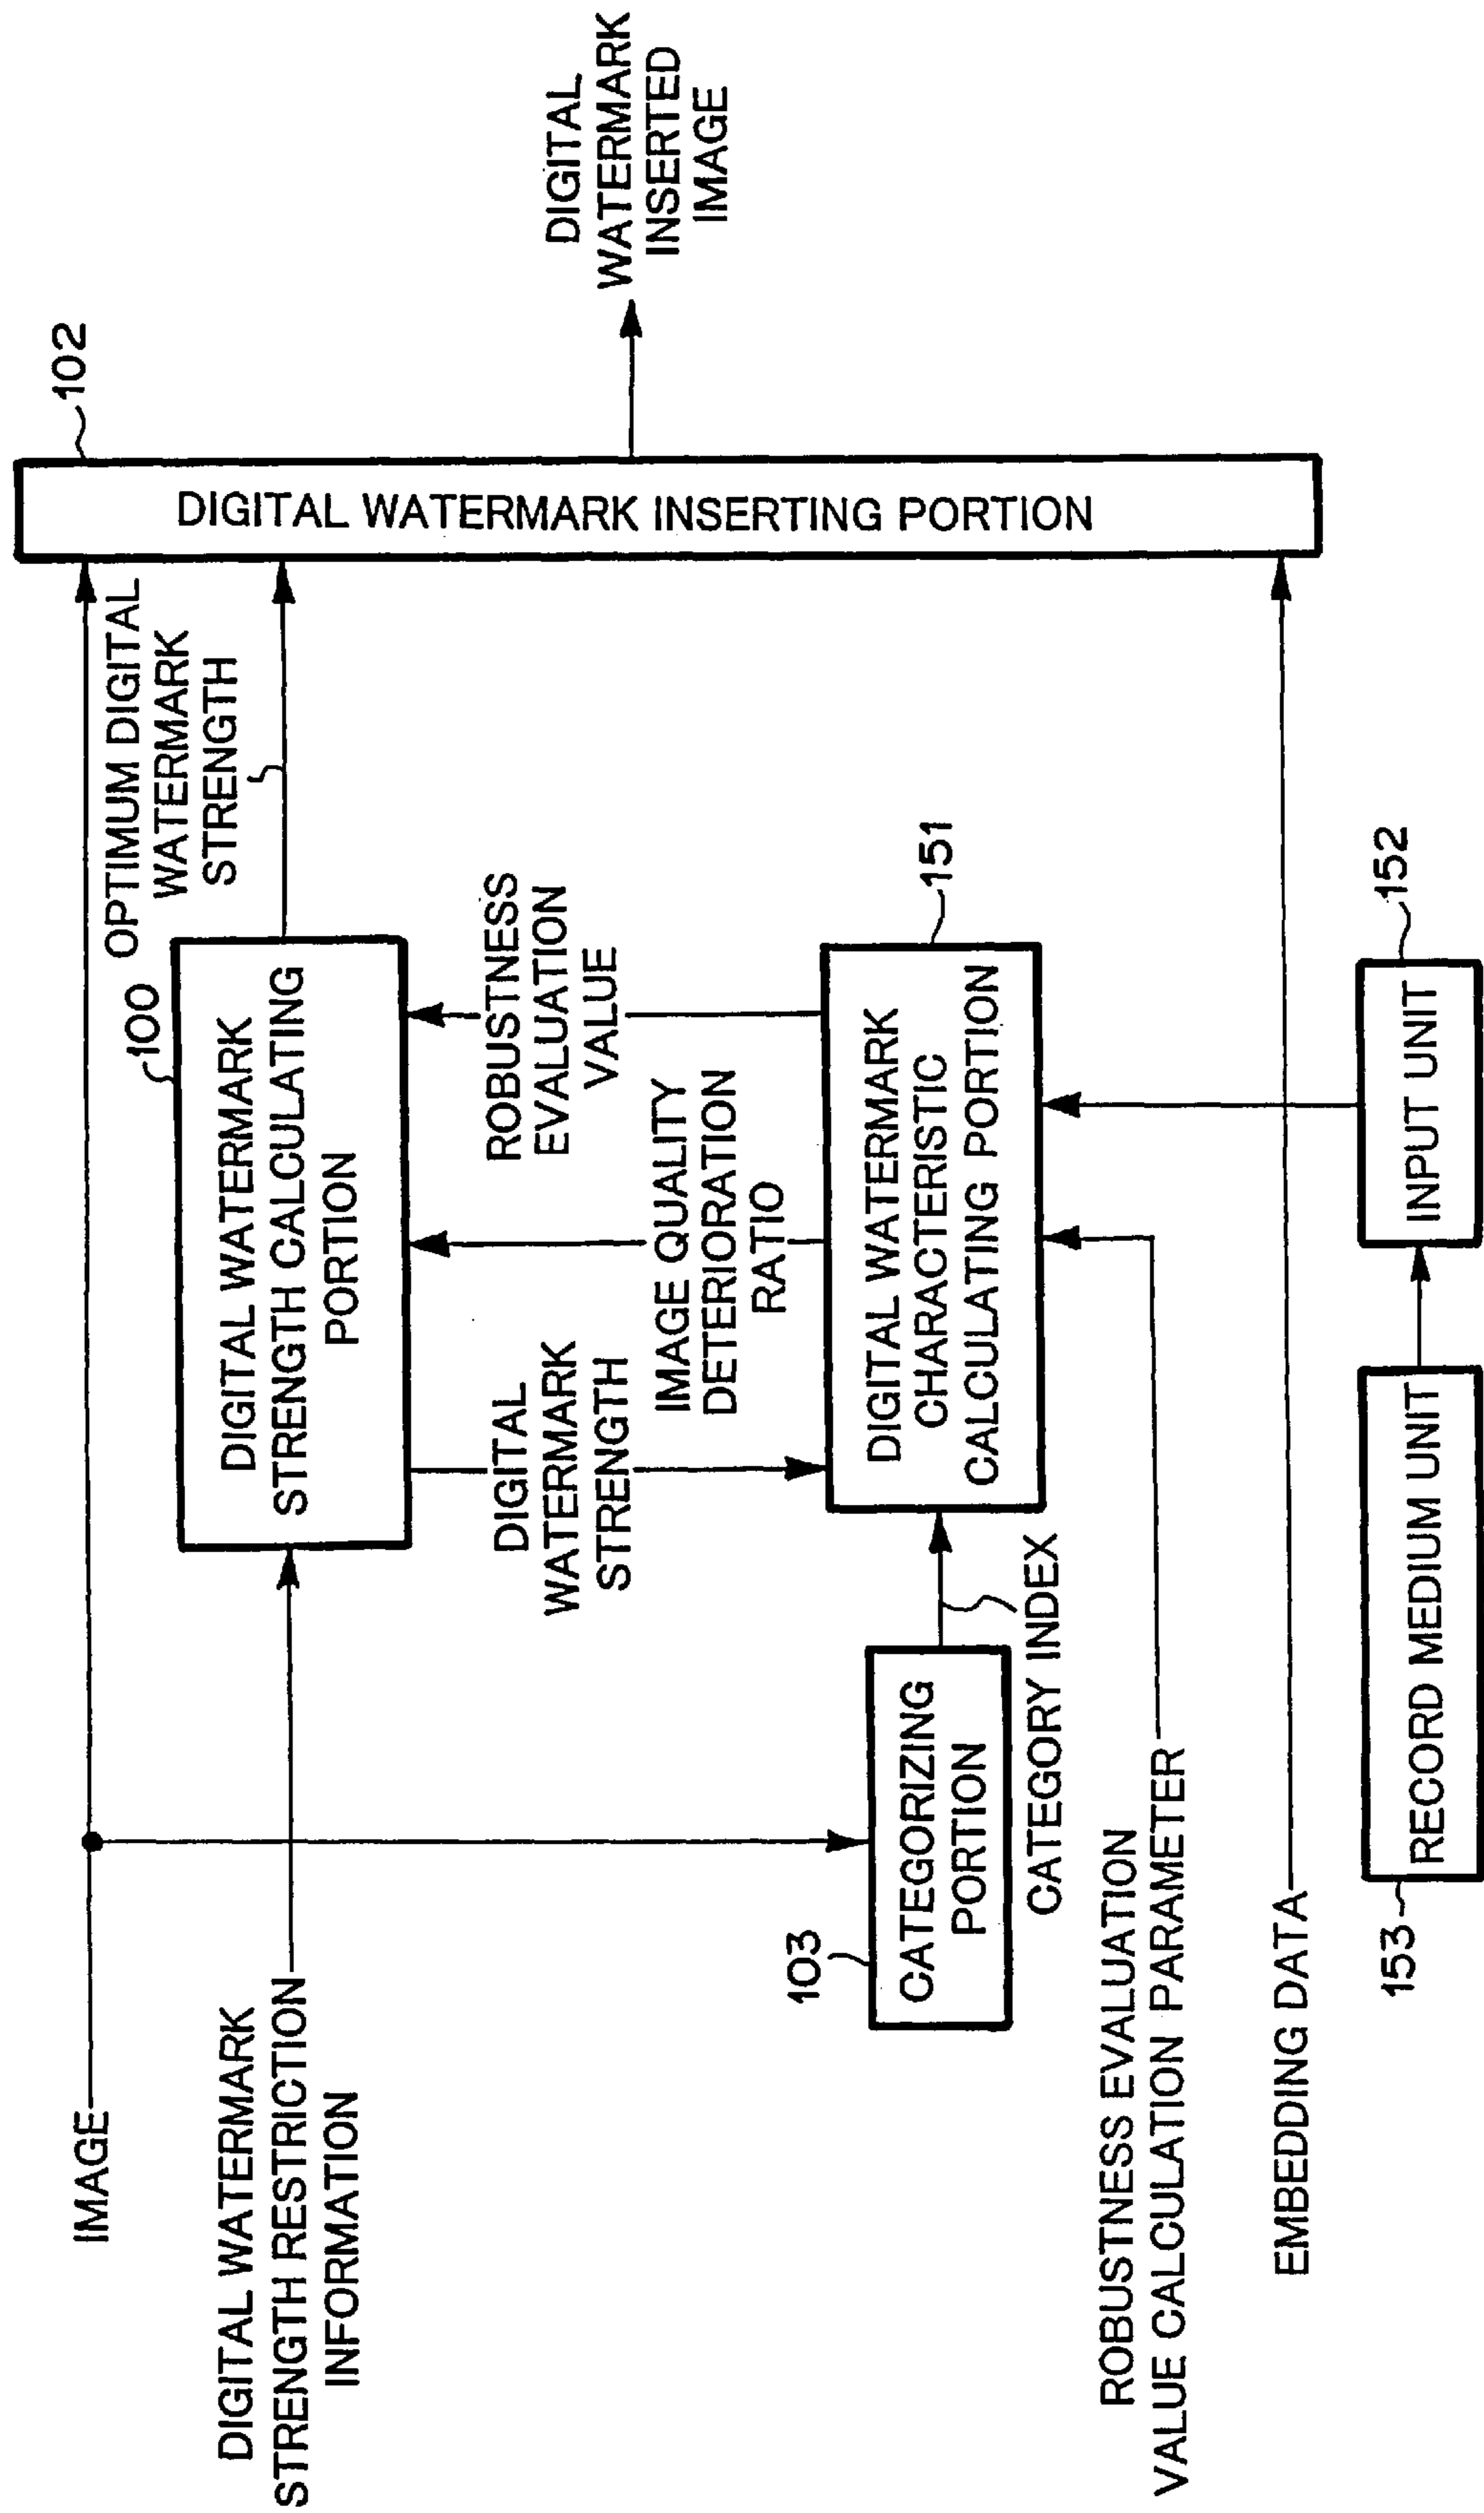 IMAGE
DIGITAL WATERMARK
STRENGTH RESTRICTION
INFORMATION
100
DIGITAL WATERMARK
STRENGTH CALCULATING
PORTION
OPTIMUM DIGITAL
WATERMARK
STRENGTH
102
DIGITAL WATERMARK INSERTING PORTION
DIGITAL
WATERMARK
INSERTED
IMAGE
DIGITAL
WATERMARK
STRENGTH
IMAGE QUALITY
DETERIORATION
RATIO
ROBUSTNESS
EVALUATION
VALUE
103
CATEGORIZING
PORTION
CATEGORY INDEX
DIGITAL WATERMARK
CHARACTERISTIC
CALCULATING PORTION
151
ROBUSTNESS EVALUATION
VALUE CALCULATION PARAMETER
EMBEDDING DATA
153
RECORD MEDIUM UNIT
INPUT UNIT
152